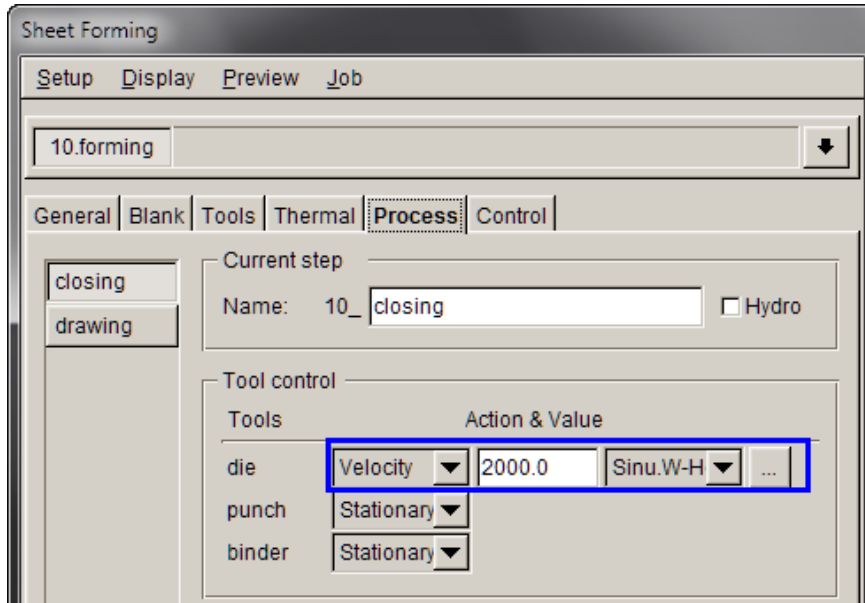 Sheet Forming
Setup Display Preview Job
10.forming
General Blank Tools Thermal Process Control
closing
drawing
Current step
Name: 10_ closing Hydro
Tool control
Tools Action & Value
die Velocity 2000.0 Sinu.W-H ...
punch Stationary
binder Stationary